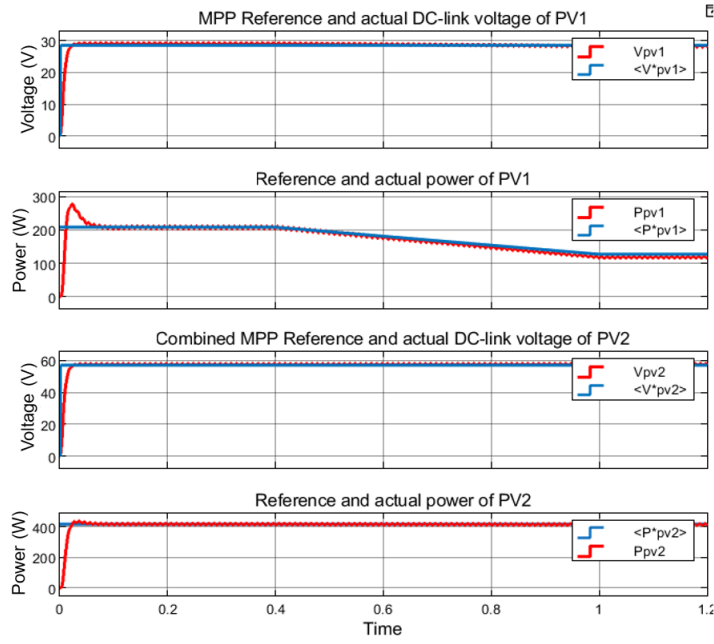 MPP Reference and actual DC-link voltage of PV1
30
20
10
0
Voltage (V)
Vpv1
<V*pv1>
Reference and actual power of PV1
300
200
100
0
Power (W)
Ppv1
<P*pv1>
Combined MPP Reference and actual DC-link voltage of PV2
60
40
20
0
Voltage (V)
Vpv2
<V*pv2>
Reference and actual power of PV2
400
200
0
Power (W)
<P*pv2>
Ppv2
0 0.2 0.4 0.6 0.8 1 1.2
Time